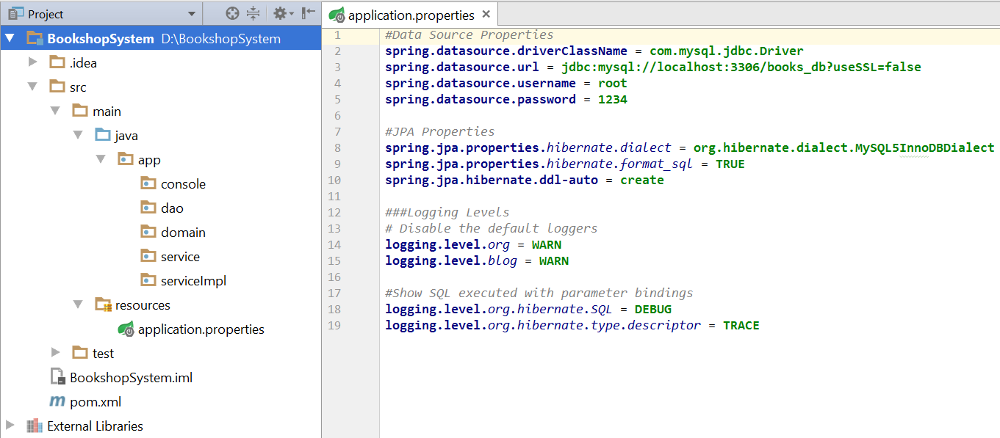 Project
BookshopSystem D:\BookshopSystem
.idea
src
main
java
app
console
dao
domain
service
serviceImpl
resources
application.properties
test
BookshopSystem.iml
pom.xml
External Libraries
application.properties
1 #Data Source Properties
2 spring.datasource.driverClassName = com.mysql.jdbc.Driver
3 spring.datasource.url = jdbc:mysql://localhost:3306/books_db?useSSL=false
4 spring.datasource.username = root
5 spring.datasource.password = 1234
6
7 #JPA Properties
8 spring.jpa.properties.hibernate.dialect = org.hibernate.dialect.MySQL5InnoDBDialect
9 spring.jpa.properties.hibernate.format_sql = TRUE
10 spring.jpa.hibernate.ddl-auto = create
11
12 ###Logging Levels
13 # Disable the default loggers
14 logging.level.org = WARN
15 logging.level.blog = WARN
16
17 #Show SQL executed with parameter bindings
18 logging.level.org.hibernate.SQL = DEBUG
19 logging.level.org.hibernate.type.descriptor = TRACE